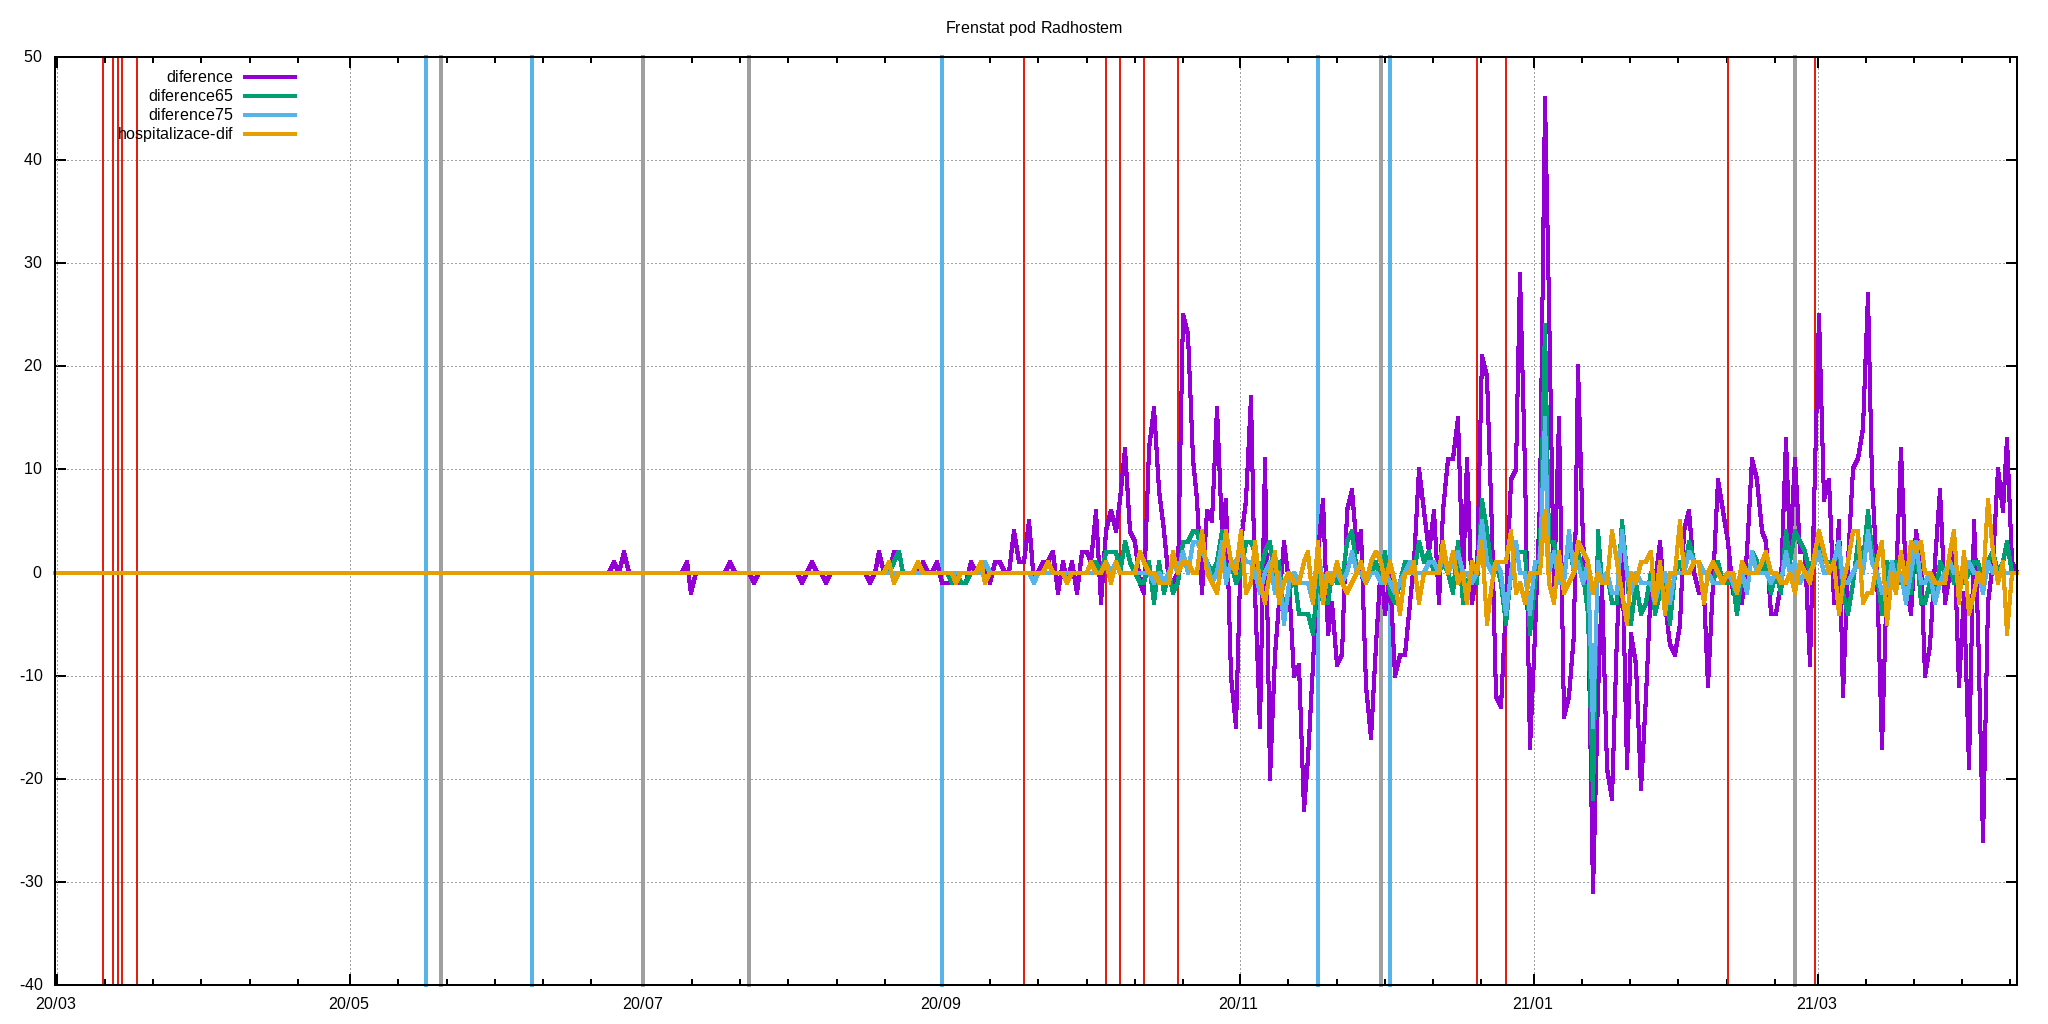 Frenstat pod Radhostem
50
diference
diference65
diference75
hospitalizace-dif
40
30
20
10
0
-10
-20
-30
-40
20/03 20/05 20/07 20/09 20/11 21/01 21/03